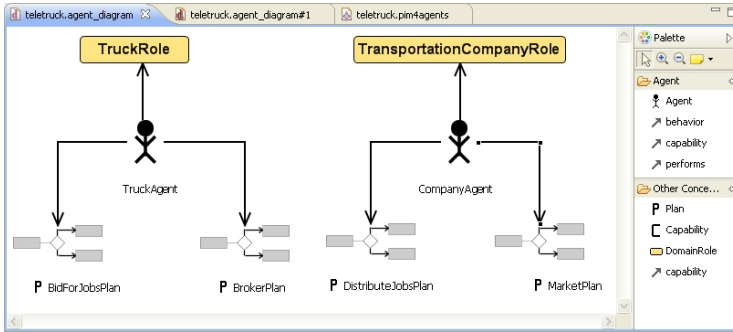 teletruck.agent_diagram
teletruck.agent_diagram#1
teletruck.pim4agents
TruckRole
TransportationCompanyRole
TruckAgent
CompanyAgent
P BidForJobsPlan
P BrokerPlan
P DistributeJobsPlan
P MarketPlan
Palette
Agent
Agent
behavior
capability
performs
Other Conce...
P Plan
Capability
DomainRole
capability